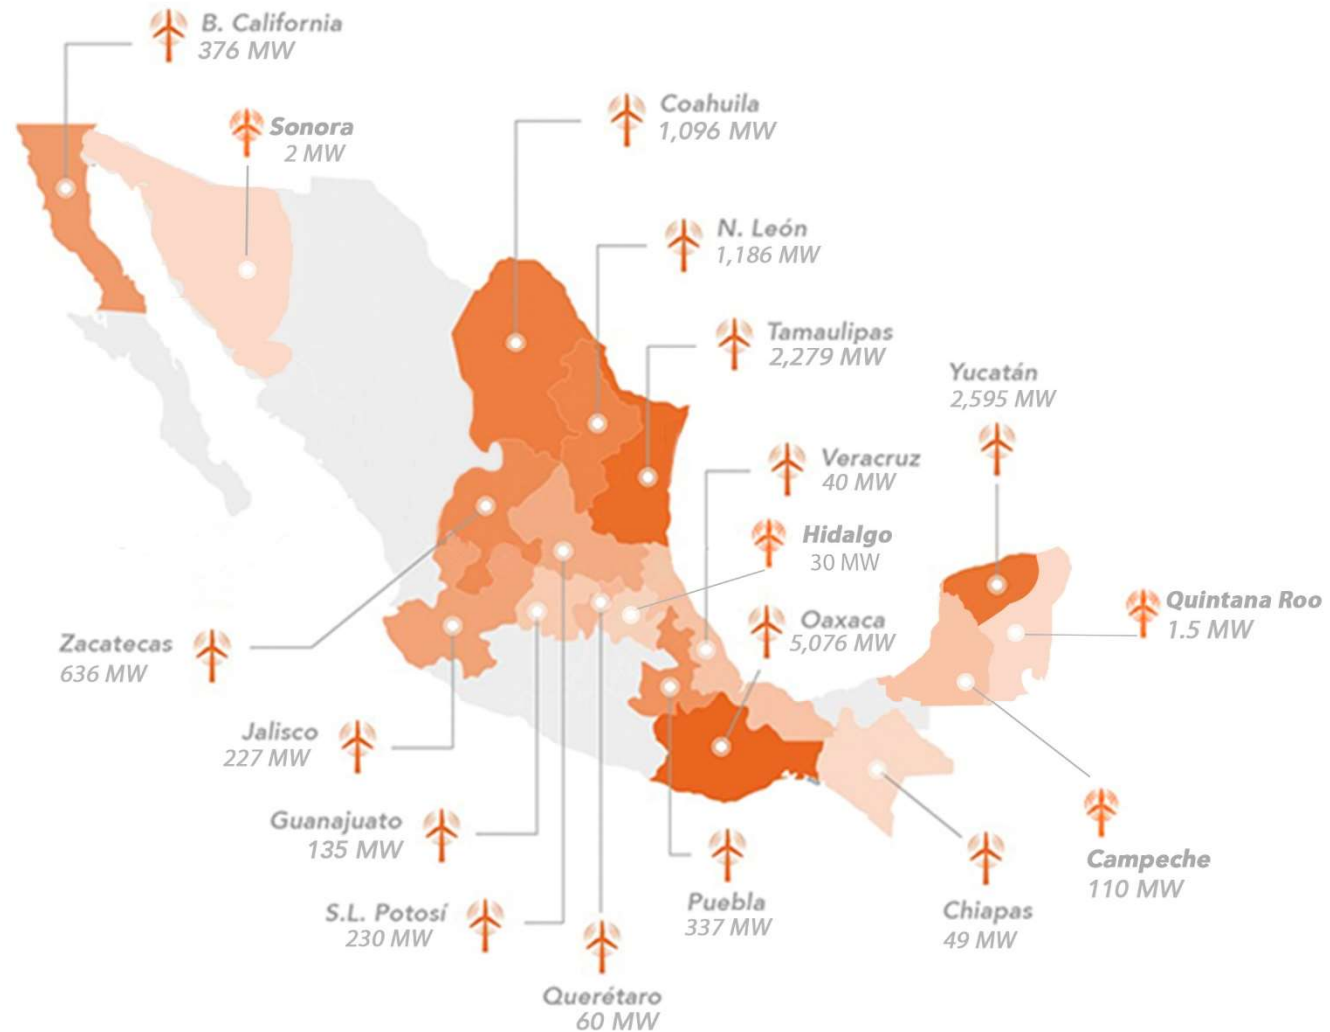 B. California
376 MW
Sonora
2 MW
Coahuila
1,096 MW
N. León
1,186 MW
Tamaulipas
2,279 MW
Yucatán
2,595 MW
Veracruz
40 MW
Hidalgo
30 MW
Oaxaca
5,076 MW
Quintana Roo
1.5 MW
Zacatecas
636 MW
Jalisco
227 MW
Guanajuato
135 MW
S.L. Potosí
230 MW
Querétaro
60 MW
Puebla
337 MW
Chiapas
49 MW
Campeche
110 MW